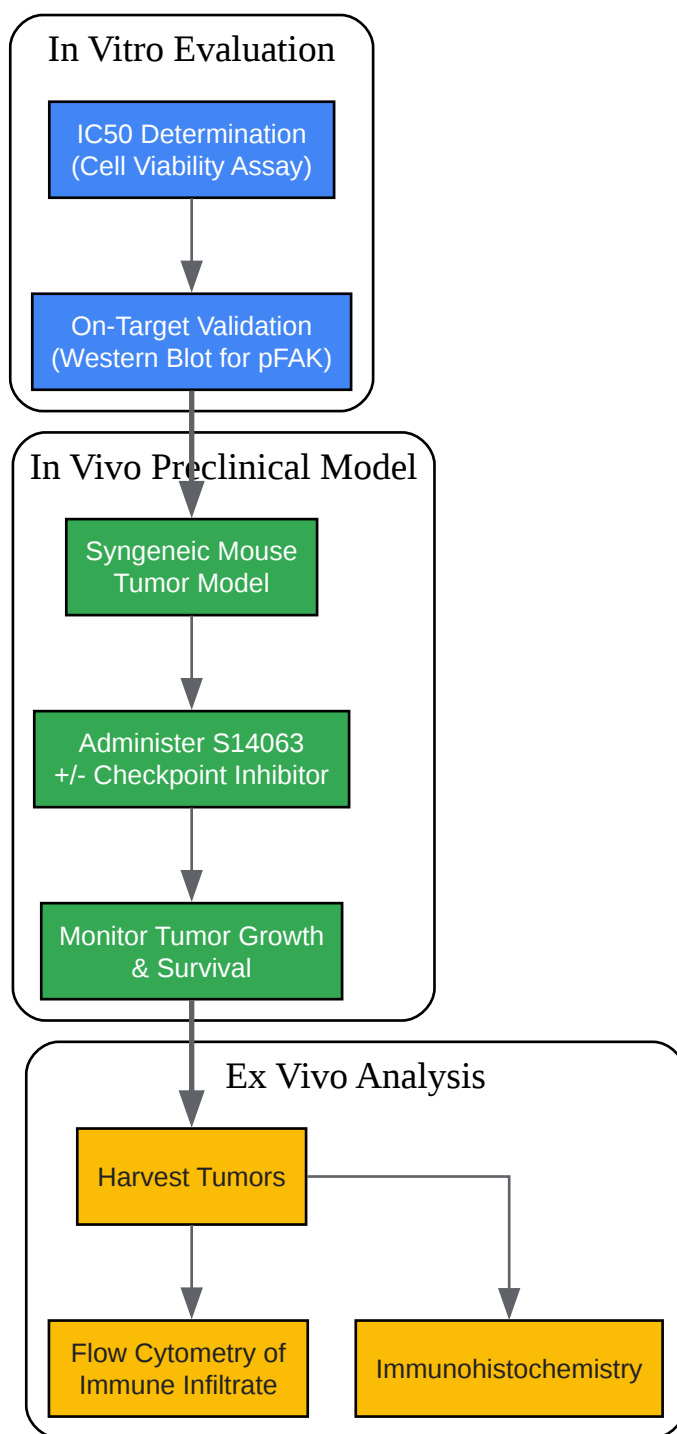 In Vitro Evaluation
IC50 Determination
(Cell Viability Assay)
On-Target Validation
(Western Blot for pFAK)
In Vivo Preclinical Model
Syngeneic Mouse
Tumor Model
Administer S14063
+/- Checkpoint Inhibitor
Monitor Tumor Growth
& Survival
Ex Vivo Analysis
Harvest Tumors
Flow Cytometry of
Immune Infiltrate
Immunohistochemistry